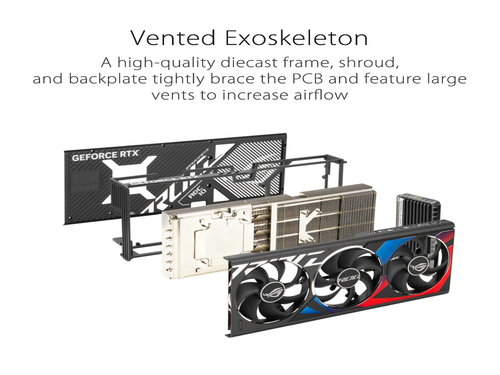 Vented Exoskeleton
A high-quality diecast frame, shroud,
and backplate tightly brace the PCB and feature large
vents to increase airflow
GEFORCE RTX